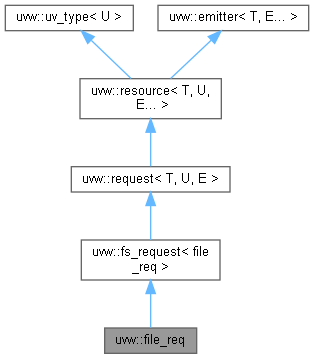 uvw::uv_type< U >
uvw::emitter< T, E... >
uvw::resource< T, U,
E... >
uvw::request< T, U, E >
uvw::fs_request< file
_req >
uvw::file_req